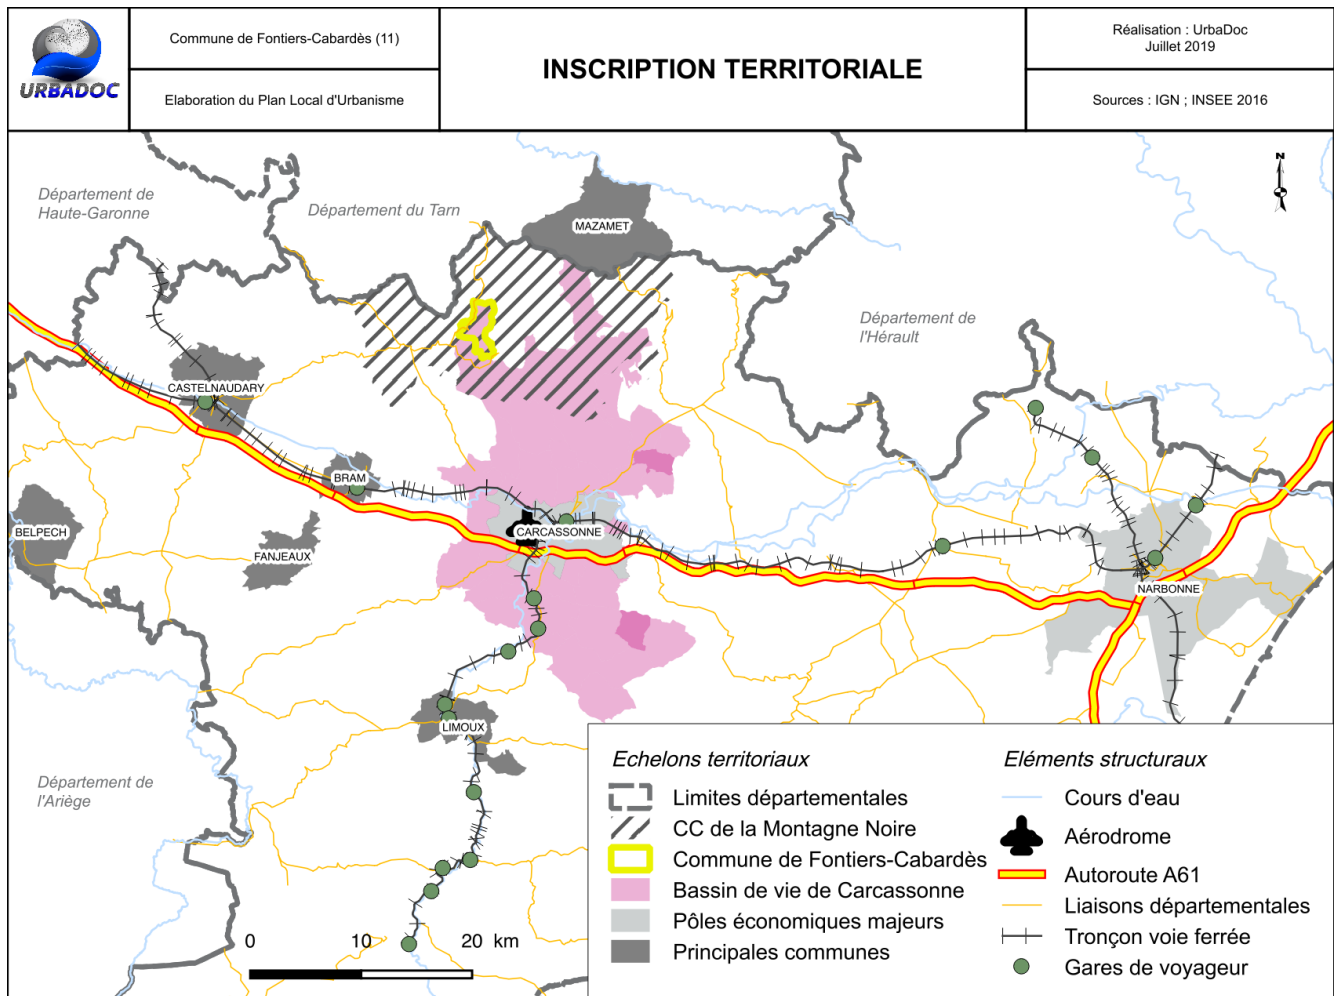 URBADOC
Commune de Fontiers-Cabardès (11)
Elaboration du Plan Local d'Urbanisme
INSCRIPTION TERRITORIALE
Réalisation : UrbaDoc
Juillet 2019
Sources : IGN ; INSEE 2016
N
Département de
Haute-Garonne
Département du Tarn
MAZAMET
Département de
l'Hérault
CASTELNAUDARY
BRAM
BELPECH
FANJEAUX
CARCASSONNE
NARBONNE
LIMOUX
Département de
l'Ariège
0 10 20 km
Echelons territoriaux
Limites départementales
CC de la Montagne Noire
Commune de Fontiers-Cabardès
Bassin de vie de Carcassonne
Pôles économiques majeurs
Principales communes
Eléments structuraux
Cours d'eau
Aérodrome
Autoroute A61
Liaisons départementales
Tronçon voie ferrée
Gares de voyageur